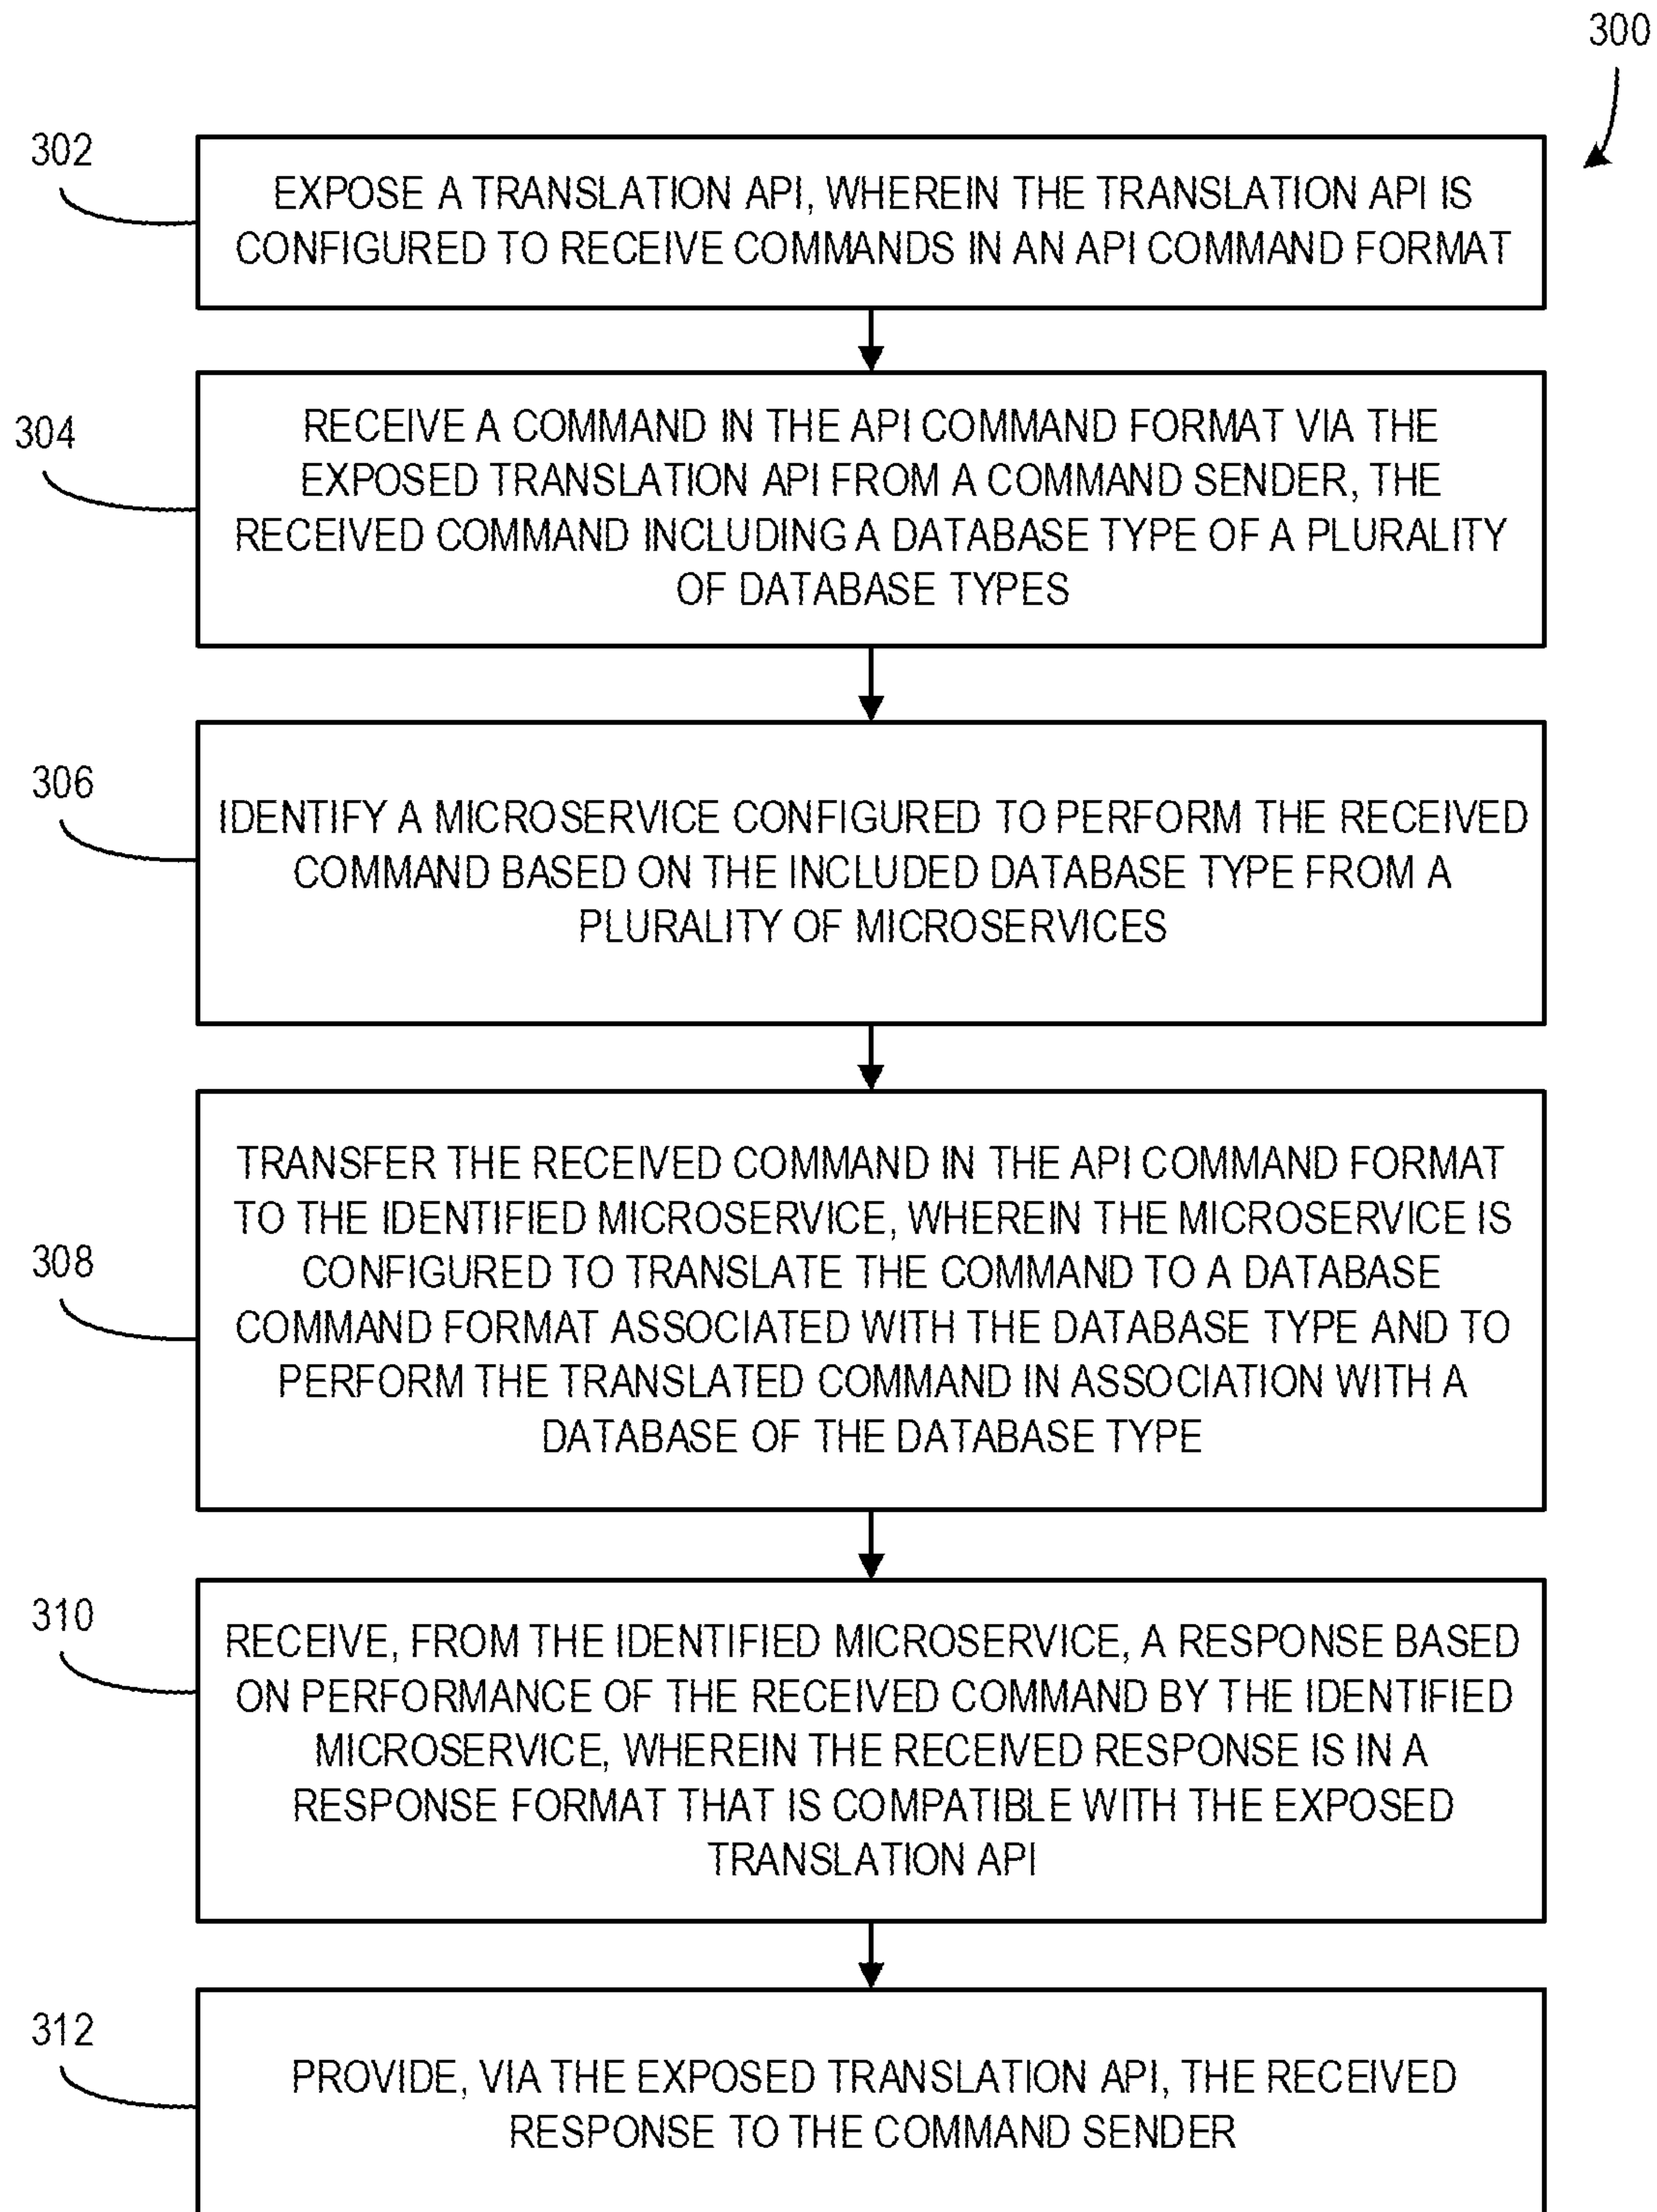 300
302
EXPOSE A TRANSLATION API, WHEREIN THE TRANSLATION API IS
CONFIGURED TO RECEIVE COMMANDS IN AN API COMMAND FORMAT
304
RECEIVE A COMMAND IN THE API COMMAND FORMAT VIA THE
EXPOSED TRANSLATION API FROM A COMMAND SENDER, THE
RECEIVED COMMAND INCLUDING A DATABASE TYPE OF A PLURALITY
OF DATABASE TYPES
306
IDENTIFY A MICROSERVICE CONFIGURED TO PERFORM THE RECEIVED
COMMAND BASED ON THE INCLUDED DATABASE TYPE FROM A
PLURALITY OF MICROSERVICES
308
TRANSFER THE RECEIVED COMMAND IN THE API COMMAND FORMAT
TO THE IDENTIFIED MICROSERVICE, WHEREIN THE MICROSERVICE IS
CONFIGURED TO TRANSLATE THE COMMAND TO A DATABASE
COMMAND FORMAT ASSOCIATED WITH THE DATABASE TYPE AND TO
PERFORM THE TRANSLATED COMMAND IN ASSOCIATION WITH A
DATABASE OF THE DATABASE TYPE
310
RECEIVE, FROM THE IDENTIFIED MICROSERVICE, A RESPONSE BASED
ON PERFORMANCE OF THE RECEIVED COMMAND BY THE IDENTIFIED
MICROSERVICE, WHEREIN THE RECEIVED RESPONSE IS IN A
RESPONSE FORMAT THAT IS COMPATIBLE WITH THE EXPOSED
TRANSLATION API
312
PROVIDE, VIA THE EXPOSED TRANSLATION API, THE RECEIVED
RESPONSE TO THE COMMAND SENDER